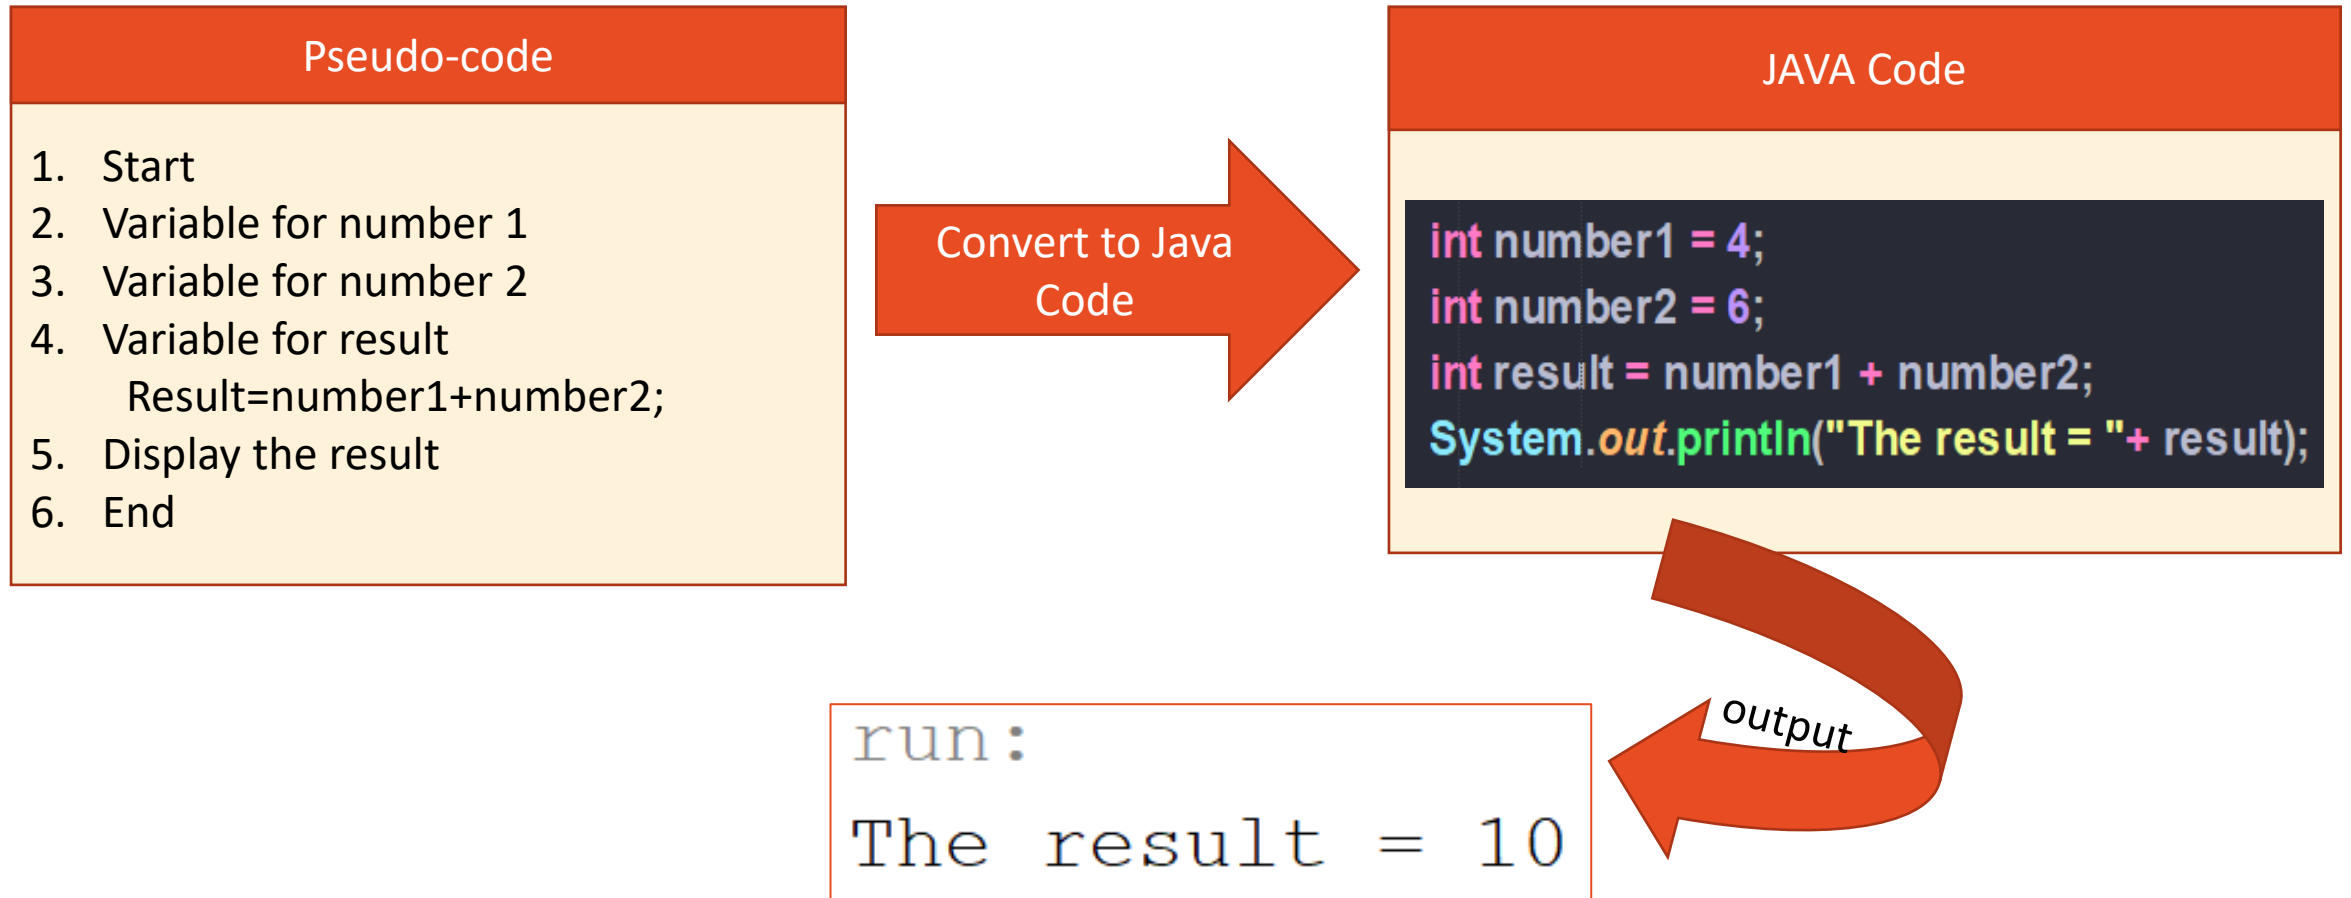 Pseudo-code
1. Start
2. Variable for number 1
3. Variable for number 2
4. Variable for result
Result=number1+number2;
5. Display the result
6. End
Convert to Java
Code
JAVA Code
int number1 = 4;
int number2 = 6;
int result = number1 + number2;
System.out.println("The result = "+ result);
output
run:
The result = 10